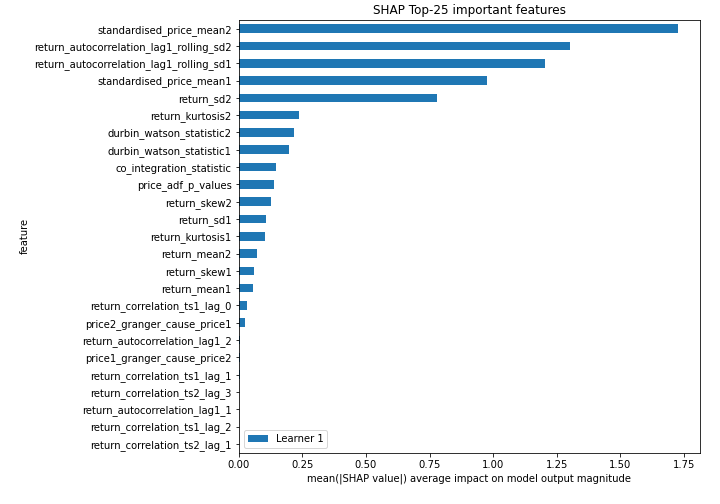 SHAP Top-25 important features
standardised_price_mean2
return_autocorrelation_lag1_rolling_sd2
return_autocorrelation_lag1_rolling_sd1
standardised_price_mean1
return_sd2
return_kurtosis2
durbin_watson_statistic2
durbin_watson_statistic1
co_integration_statistic
price_adf_p_values
return_skew2
return_sd1
return_kurtosis1
return_mean2
return_skew1
return_mean1
return_correlation_ts1_lag_0
price2_granger_cause_price1
return_autocorrelation_lag1_2
price1_granger_cause_price2
return_correlation_ts1_lag_1
return_correlation_ts2_lag_3
return_autocorrelation_lag1_1
return_correlation_ts1_lag_2
return_correlation_ts2_lag_1
feature
Learner 1
0.00 0.25 0.50 0.75 1.00 1.25 1.50 1.75
mean(|SHAP value|) average impact on model output magnitude